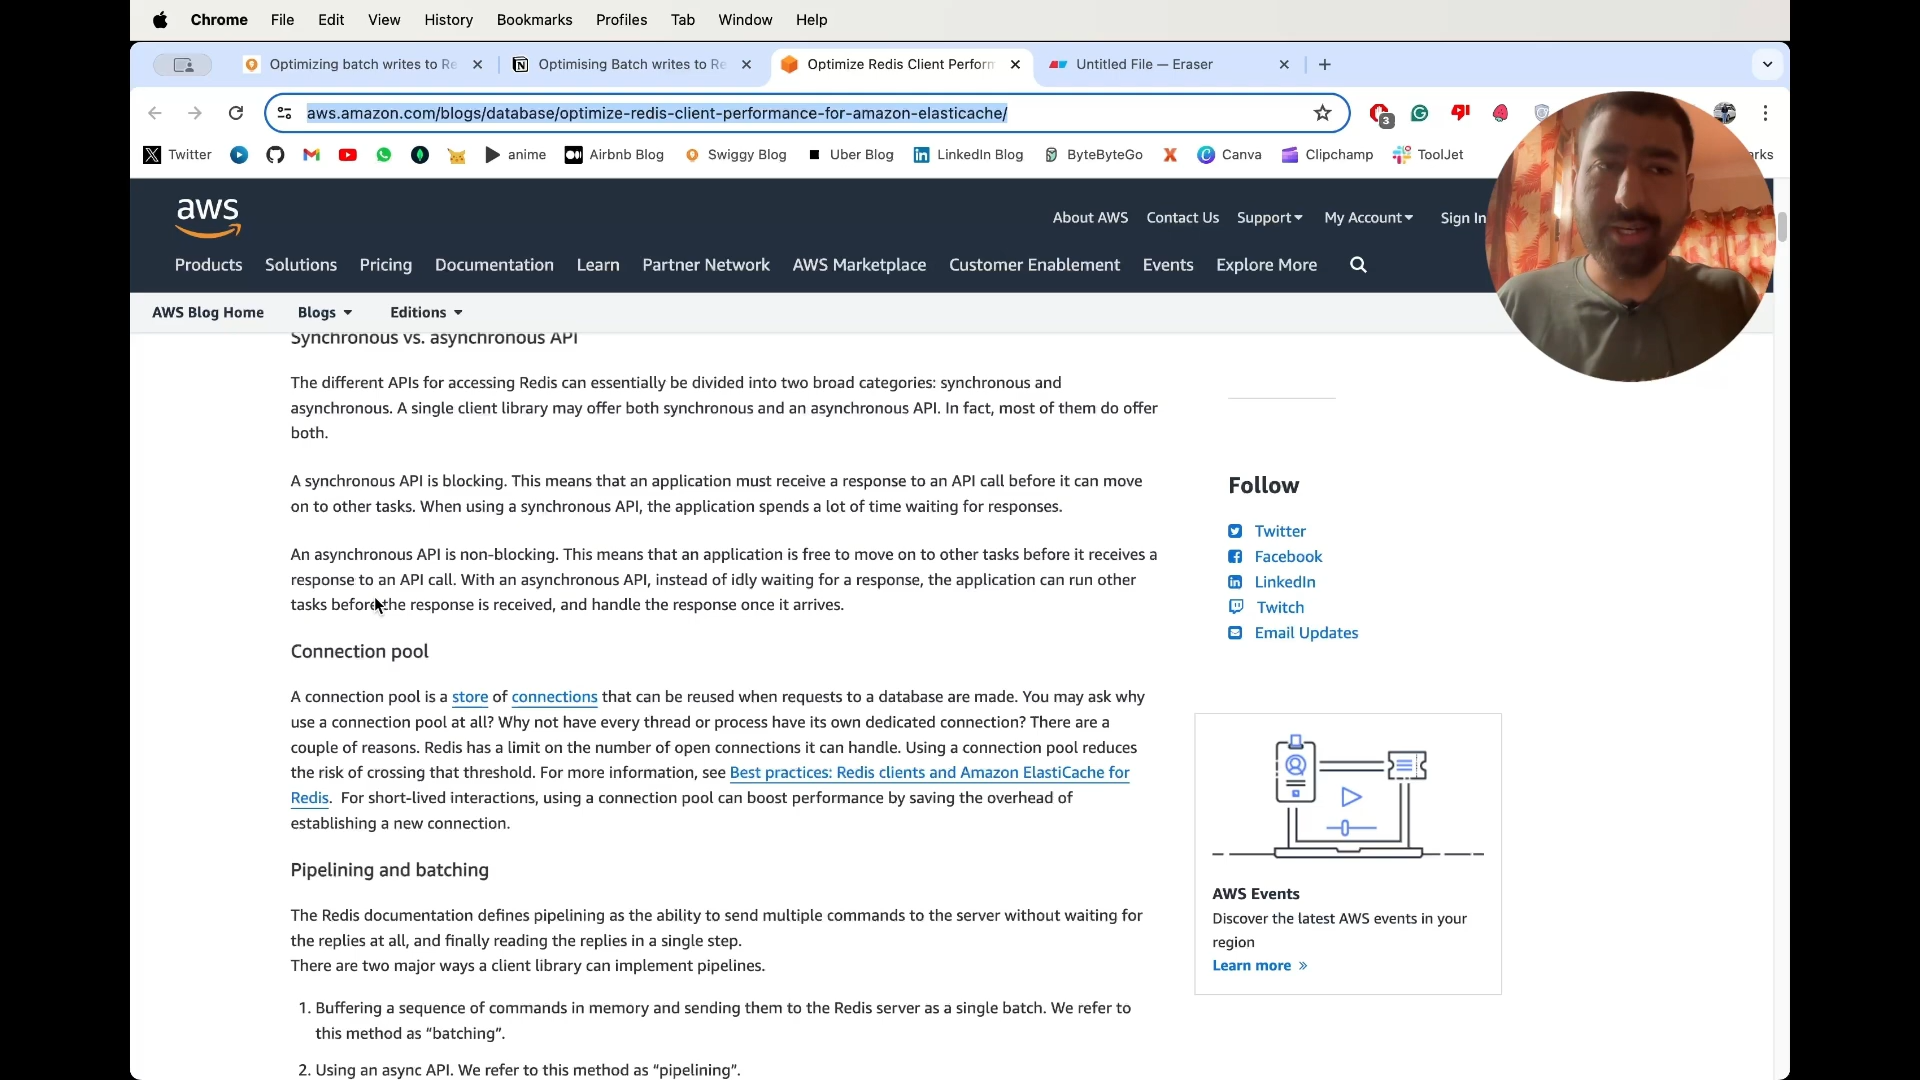 Chrome File Edit View History Bookmarks Profiles Tab Window Help
Optimizing batch writes to Re
Optimising Batch writes to Re
Optimize Redis Client Perform
Untitled File — Eraser
aws.amazon.com/blogs/database/optimize-redis-client-performance-for-amazon-elasticache/
3
Twitter
anime
Airbnb Blog
Swiggy Blog
Uber Blog
LinkedIn Blog
ByteByteGo
Canva
Clipchamp
ToolJet
aws
About AWS Contact Us Support My Account Sign In
Products Solutions Pricing Documentation Learn Partner Network AWS Marketplace Customer Enablement Events Explore More
AWS Blog Home Blogs Editions
Synchronous vs. asynchronous API
The different APIs for accessing Redis can essentially be divided into two broad categories: synchronous and
asynchronous. A single client library may offer both synchronous and an asynchronous API. In fact, most of them do offer
both.
A synchronous API is blocking. This means that an application must receive a response to an API call before it can move
on to other tasks. When using a synchronous API, the application spends a lot of time waiting for responses.
An asynchronous API is non-blocking. This means that an application is free to move on to other tasks before it receives a
response to an API call. With an asynchronous API, instead of idly waiting for a response, the application can run other
tasks before the response is received, and handle the response once it arrives.
Connection pool
A connection pool is a store of connections that can be reused when requests to a database are made. You may ask why
use a connection pool at all? Why not have every thread or process have its own dedicated connection? There are a
couple of reasons. Redis has a limit on the number of open connections it can handle. Using a connection pool reduces
the risk of crossing that threshold. For more information, see Best practices: Redis clients and Amazon ElastiCache for
Redis. For short-lived interactions, using a connection pool can boost performance by saving the overhead of
establishing a new connection.
Pipelining and batching
The Redis documentation defines pipelining as the ability to send multiple commands to the server without waiting for
the replies at all, and finally reading the replies in a single step.
There are two major ways a client library can implement pipelines.
1. Buffering a sequence of commands in memory and sending them to the Redis server as a single batch. We refer to
this method as “batching”.
2. Using an async API. We refer to this method as “pipelining”.
Follow
Twitter
Facebook
LinkedIn
Twitch
Email Updates
AWS Events
Discover the latest AWS events in your
region
Learn more »